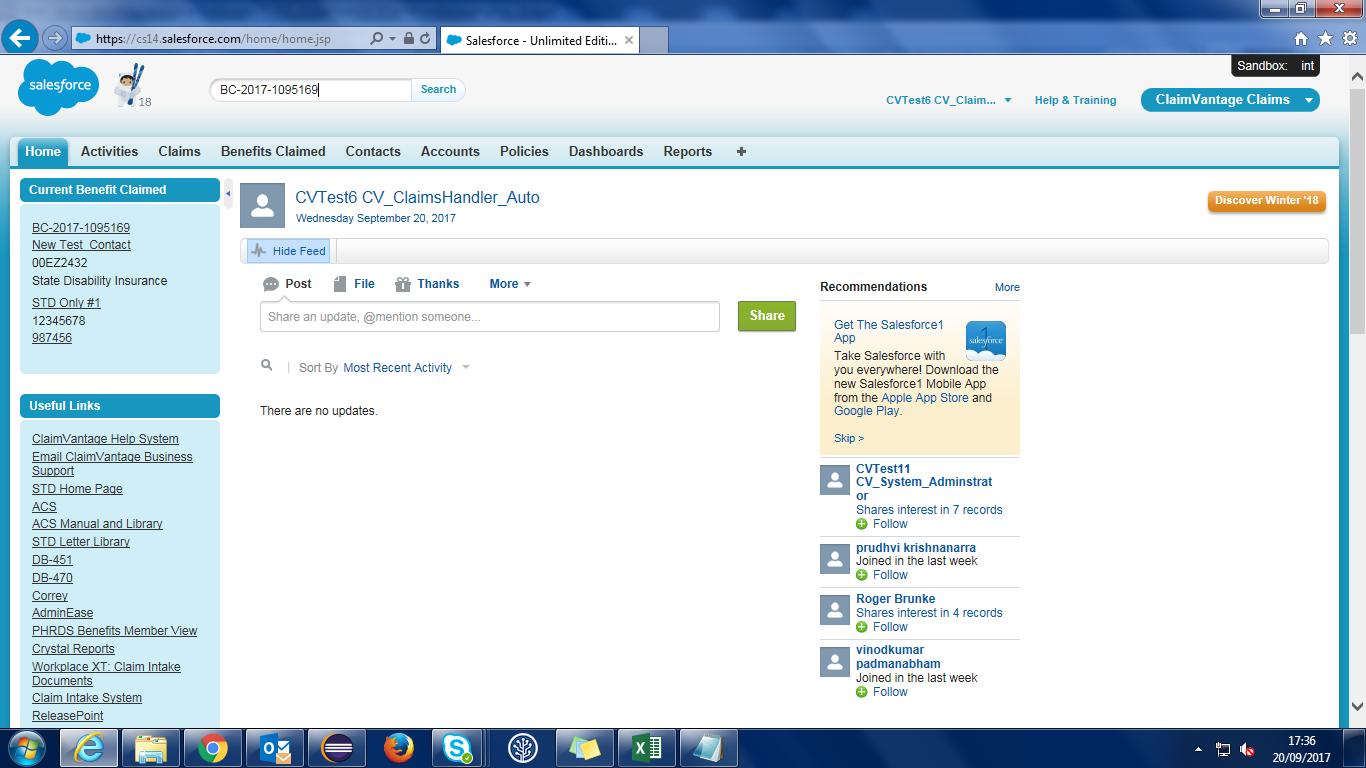 https://cs14.salesforce.com/home/home.jsp
Salesforce - Unlimited Editi...
Sandbox: int
salesforce
18
BC-2017-1095169
Search
CVTest6 CV_Claim...
Help & Training
ClaimVantage Claims
Home
Activities
Claims
Benefits Claimed
Contacts
Accounts
Policies
Dashboards
Reports
Current Benefit Claimed
BC-2017-1095169
New Test_Contact
00EZ2432
State Disability Insurance
STD Only #1
12345678
987456
Useful Links
ClaimVantage Help System
Email ClaimVantage Business
Support
STD Home Page
ACS
ACS Manual and Library
STD Letter Library
DB-451
DB-470
Correy
AdminEase
PHRDS Benefits Member View
Crystal Reports
Workplace XT: Claim Intake
Documents
Claim Intake System
ReleasePoint
CVTest6 CV_ClaimsHandler_Auto
Wednesday September 20, 2017
Discover Winter '18
Hide Feed
Post
File
Thanks
More
Share an update, @mention someone...
Share
Sort By Most Recent Activity
There are no updates.
Recommendations
More
Get The Salesforce1
App
salesforce
1
Take Salesforce with
you everywhere! Download the
new Salesforce1 Mobile App
from the Apple App Store and
Google Play.
Skip >
CVTest11
CV_System_Adminstrat
or
Shares interest in 7 records
Follow
prudhvi krishnanarra
Joined in the last week
Follow
Roger Brunke
Shares interest in 4 records
Follow
vinodkumar
padmanabham
Joined in the last week
Follow
17:36
20/09/2017